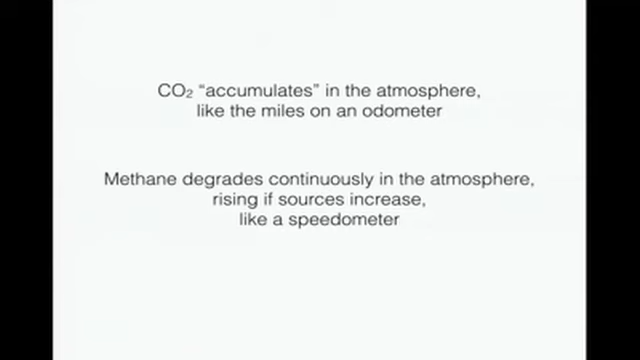 CO₂ “accumulates” in the atmosphere,
like the miles on an odometer
Methane degrades continuously in the atmosphere,
rising if sources increase,
like a speedometer